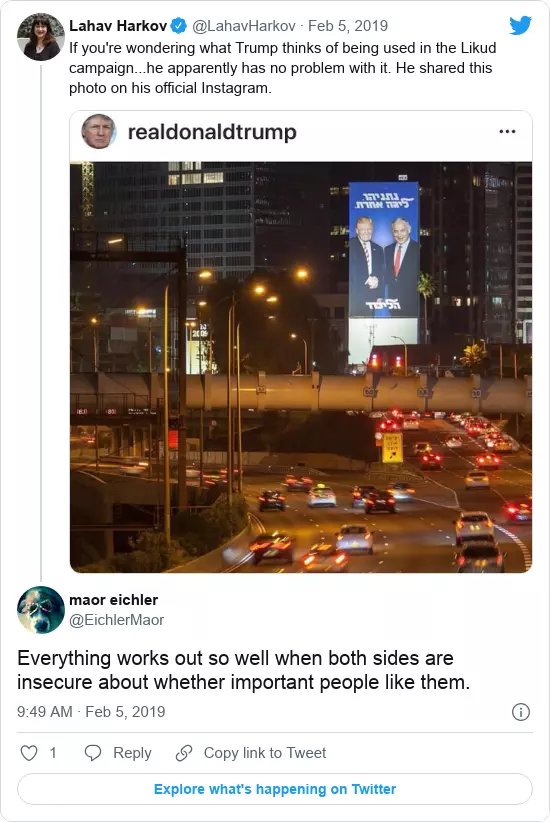 Lahav Harkov @LahavHarkov · Feb 5, 2019
If you're wondering what Trump thinks of being used in the Likud
campaign...he apparently has no problem with it. He shared this
photo on his official Instagram.
realdonaldtrump
נתניהו
ליגה אחרת.
הליכוד
maor eichler
@EichlerMaor
Everything works out so well when both sides are
insecure about whether important people like them.
9:49 AM · Feb 5, 2019
1 Reply Copy link to Tweet
Explore what's happening on Twitter